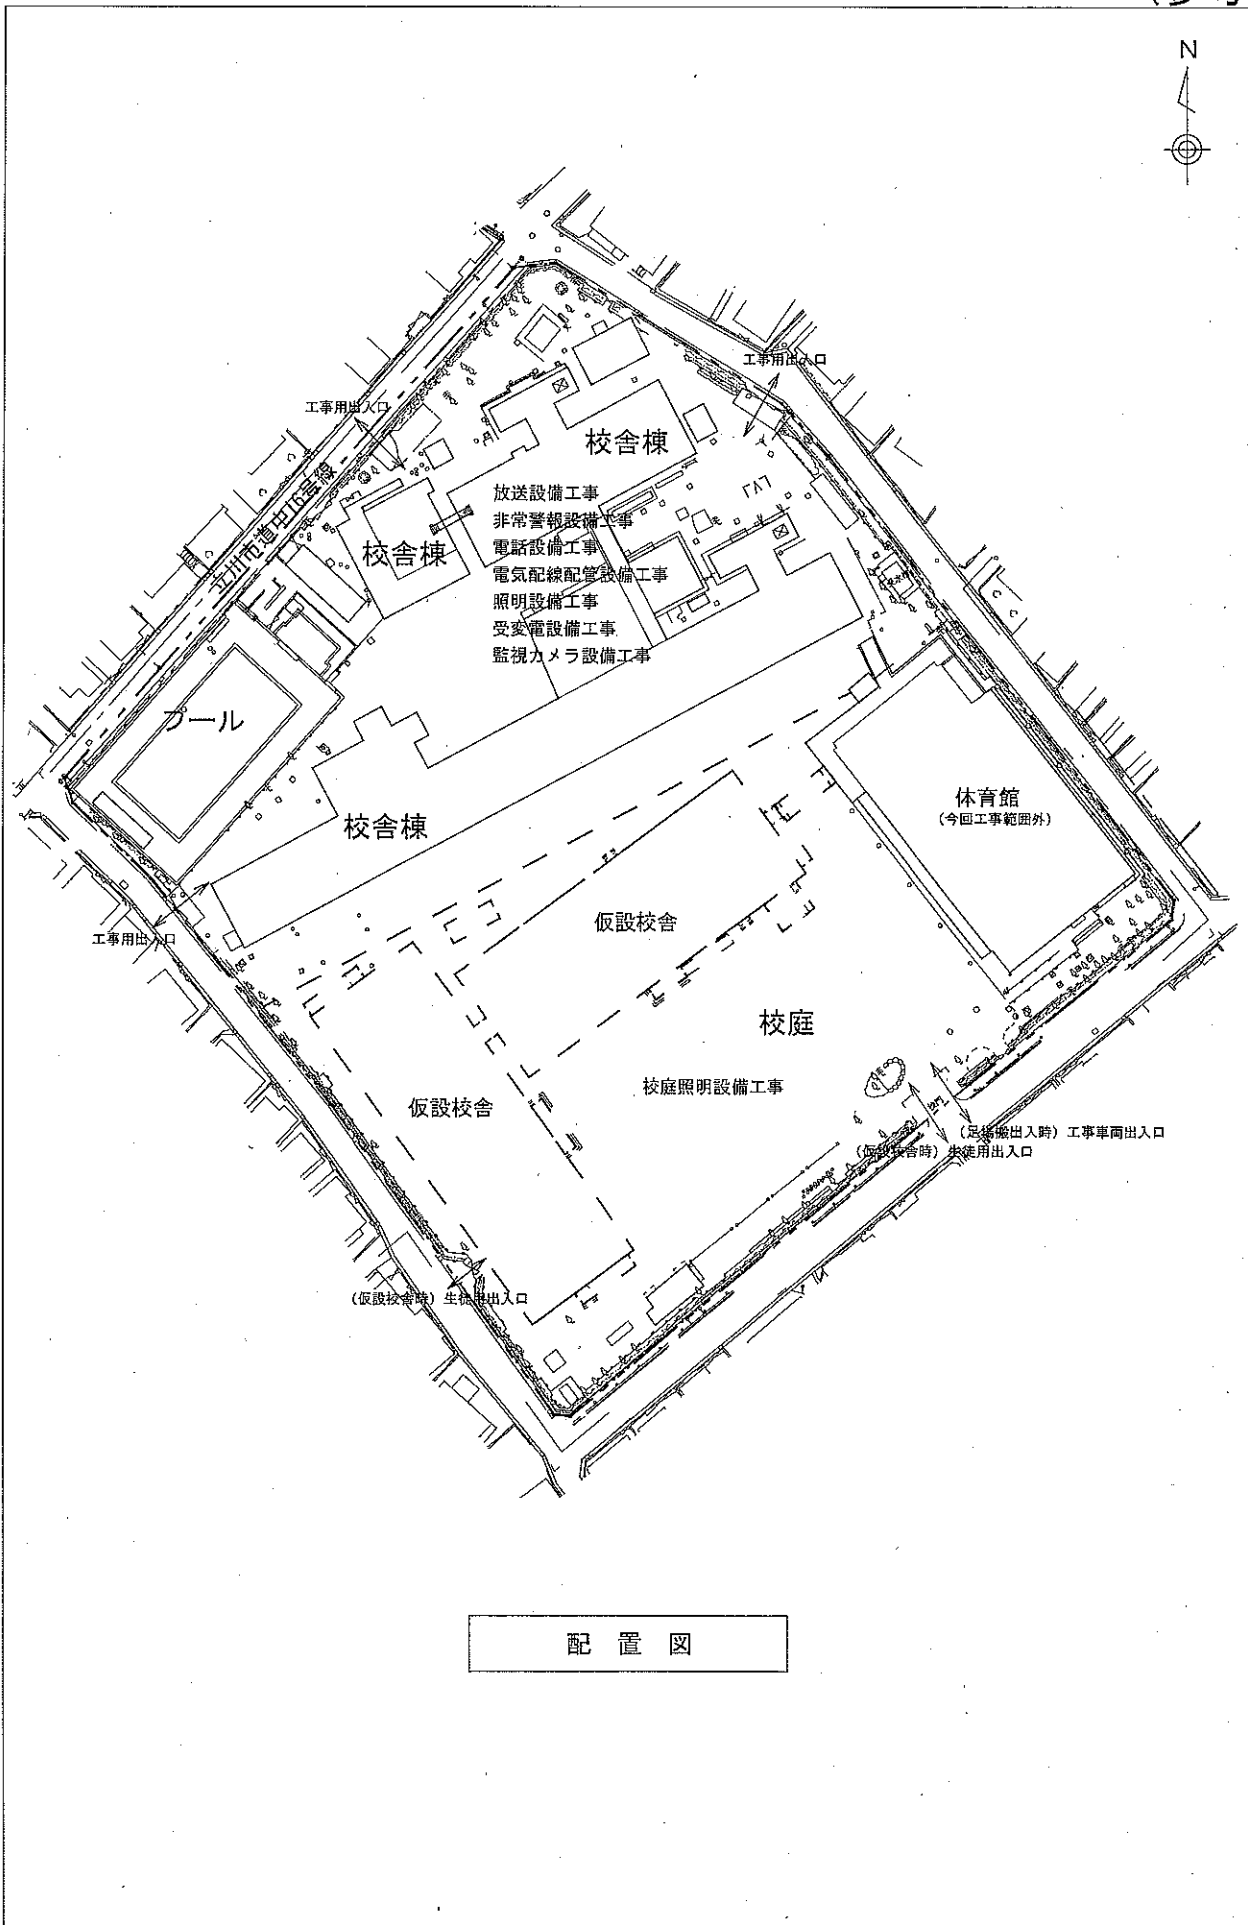 N
工事用出入口
工事用出入口
校舎棟
立川市道中16号線
放送設備工事
非常警報設備工事
校舎棟
電話設備工事
電気配線配管設備工事
照明設備工事
受変電設備工事
監視カメラ設備工事
プール
体育館
(今回工事範囲外)
校舎棟
仮設校舎
工事用出入口
校庭
校庭照明設備工事
仮設校舎
(足場搬出入時) 工事車両出入口
(仮設校舎時) 生徒用出入口
(仮設校舎時) 生徒用出入口
配置図